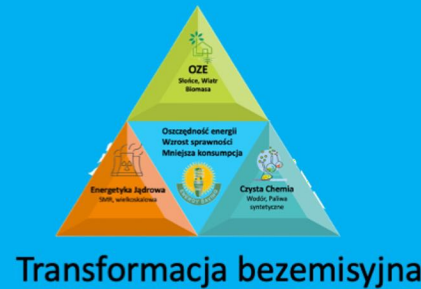 OZE
Słońce, Wiatr
Biomasa
Oszczędność energii
Wzrost sprawności
Mniejsza konsumpcja
Energetyka Jądrowa
SMR, wielkoskalowa
Czysta Chemia
Wodór, Paliwa
syntetyczne
Transformacja bezemisyjna